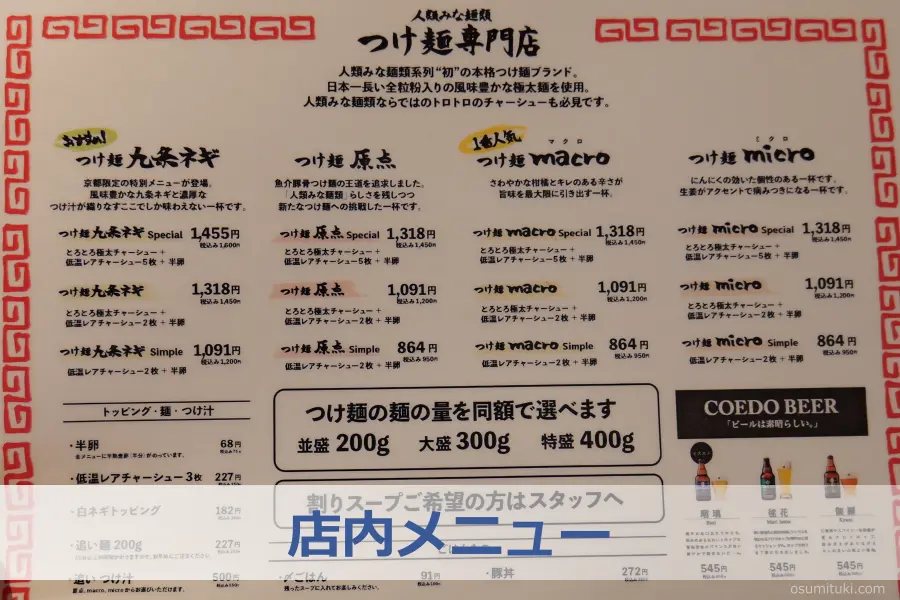 人類みな麺類
つけ麺専門店
人類みな麺類系列“初”の本格つけ麺ブランド。
日本一長い全粒粉入りの風味豊かな極太麺を使用。
人類みな麺類ならではのトロトロのチャーシューも必見です。
おすすめ!
つけ麺 九条ネギ
京都限定の特別メニューが登場。
風味豊かな九条ネギと濃厚な
つけ汁が織りなすここでしか味わえない一杯です。
つけ麺 九条ネギ Special 1,455円
税込み1,600円
とろとろ極太チャーシュー +
低温レアチャーシュー5枚 + 半卵
つけ麺 九条ネギ 1,318円
税込み1,450円
とろとろ極太チャーシュー +
低温レアチャーシュー2枚 + 半卵
つけ麺 九条ネギ Simple 1,091円
税込み1,200円
低温レアチャーシュー2枚 + 半卵
つけ麺 原点
魚介豚骨つけ麺の王道を追求しました。
「人類みな麺類」らしさを残しつつ
新たなつけ麺への挑戦した一杯です。
つけ麺 原点 Special 1,318円
税込み1,450円
とろとろ極太チャーシュー +
低温レアチャーシュー5枚 + 半卵
つけ麺 原点 1,091円
税込み1,200円
とろとろ極太チャーシュー +
低温レアチャーシュー2枚 + 半卵
つけ麺 原点 Simple 864円
税込み950円
低温レアチャーシュー2枚 + 半卵
1番人気
マクロ
つけ麺 macro
さわやかな柑橘とキレのある辛さが
旨味を最大限に引き出す一杯。
つけ麺 macro Special 1,318円
税込み1,450円
とろとろ極太チャーシュー +
低温レアチャーシュー5枚 + 半卵
つけ麺 macro 1,091円
税込み1,200円
とろとろ極太チャーシュー +
低温レアチャーシュー2枚 + 半卵
つけ麺 macro Simple 864円
税込み950円
低温レアチャーシュー2枚 + 半卵
ミクロ
つけ麺 micro
にんにくの効いた個性のある一杯です。
生姜がアクセントで病みつきになる一杯です。
つけ麺 micro Special 1,318円
税込み1,450円
とろとろ極太チャーシュー +
低温レアチャーシュー5枚 + 半卵
つけ麺 micro 1,091円
税込み1,200円
とろとろ極太チャーシュー +
低温レアチャーシュー2枚 + 半卵
つけ麺 micro Simple 864円
税込み950円
低温レアチャーシュー2枚 + 半卵
トッピング・麺・つけ汁
・半卵 68円
・低温レアチャーシュー3枚 227円
・白ネギトッピング 182円
・追い麺 200g 227円
・追い つけ汁 500円
原点、macro、microからお選びいただけます。
つけ麺の麺の量を同額で選べます
並盛 200g 大盛 300g 特盛 400g
割りスープご希望の方はスタッフへ
・〆ごはん 91円
残ったスープに入れてお楽しみください。
・豚丼 272円
COEDO BEER
「ビールは素晴らしい。」
瑠璃
伽羅
545円
545円
545円
店内メニュー
osumituki.com